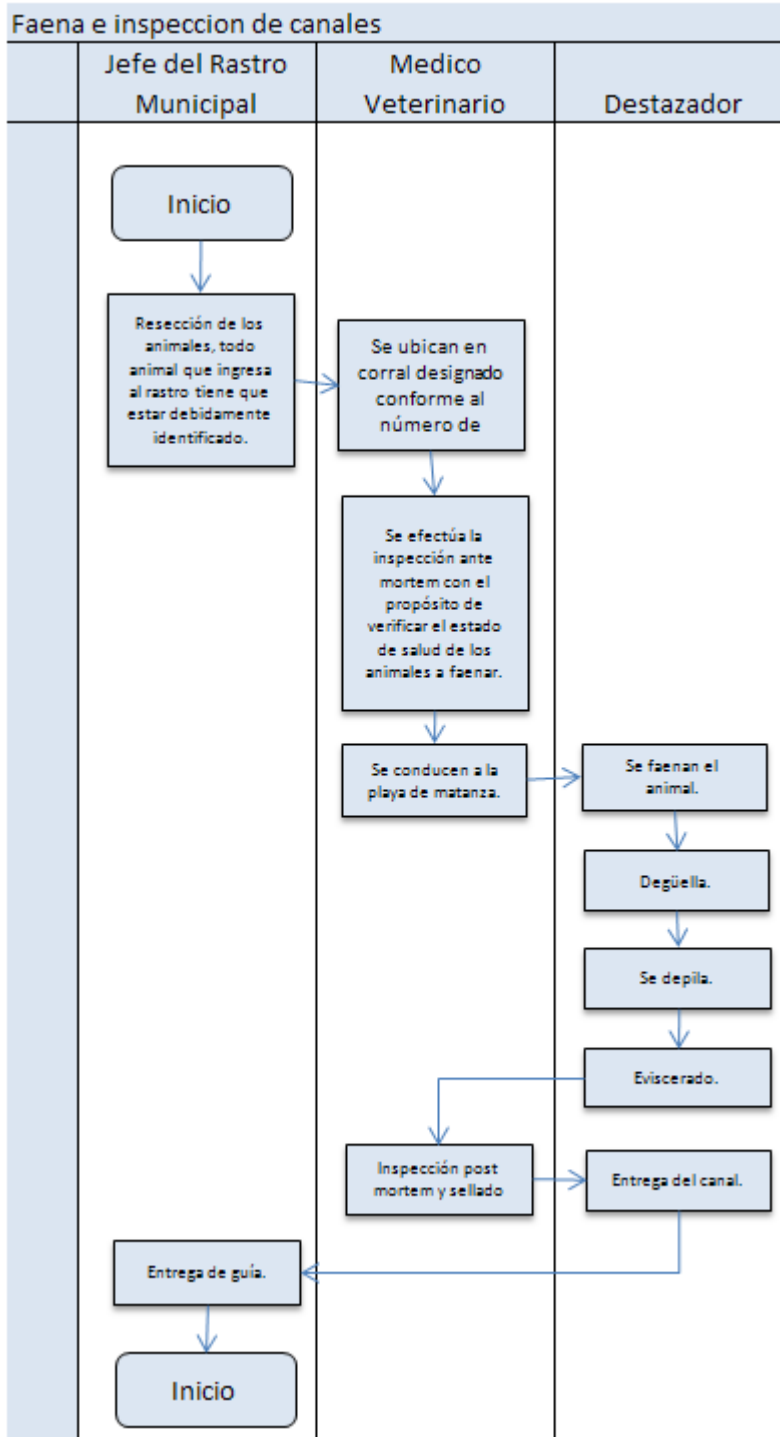 Faena e inspeccion de canales
Jefe del Rastro
Municipal
Medico
Veterinario
Destazador
Inicio
Resección de los
animales, todo
animal que ingresa
al rastro tiene que
estar debidamente
identificado.
Se ubican en
corral designado
conforme al
número de
Se efectúa la
inspección ante
mortem con el
propósito de
verificar el estado
de salud de los
animales a faenar.
Se conducen a la
playa de matanza.
Se faenan el
animal.
Degüella.
Se depila.
Eviscerado.
Inspección post
mortem y sellado
Entrega del canal.
Entrega de guía.
Inicio